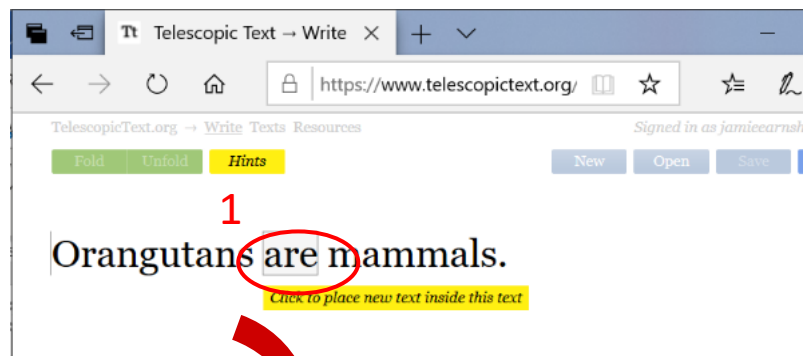 Tt Telescopic Text → Write
https://www.telescopictext.org/
TelescopicText.org → Write Texts Resources Signed in as jamieearnsh
Fold Unfold Hints New Open Save
1
Orangutans are mammals.
Click to place new text inside this text